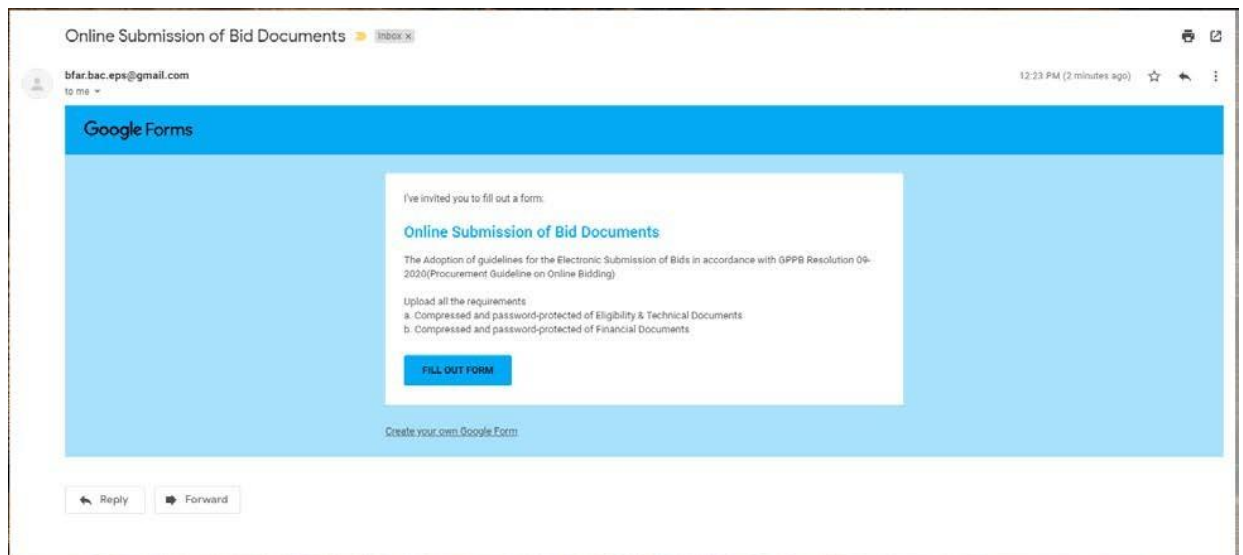 Online Submission of Bid Documents Inbox x
bfar.bac.eps@gmail.com 12:23 PM (2 minutes ago)
to me
Google Forms
I've invited you to fill out a form:
Online Submission of Bid Documents
The Adoption of guidelines for the Electronic Submission of Bids in accordance with GPPB Resolution 09-
2020(Procurement Guideline on Online Bidding)
Upload all the requirements
a. Compressed and password-protected of Eligibility & Technical Documents
b. Compressed and password-protected of Financial Documents
FILL OUT FORM
Create your own Google Form
Reply Forward